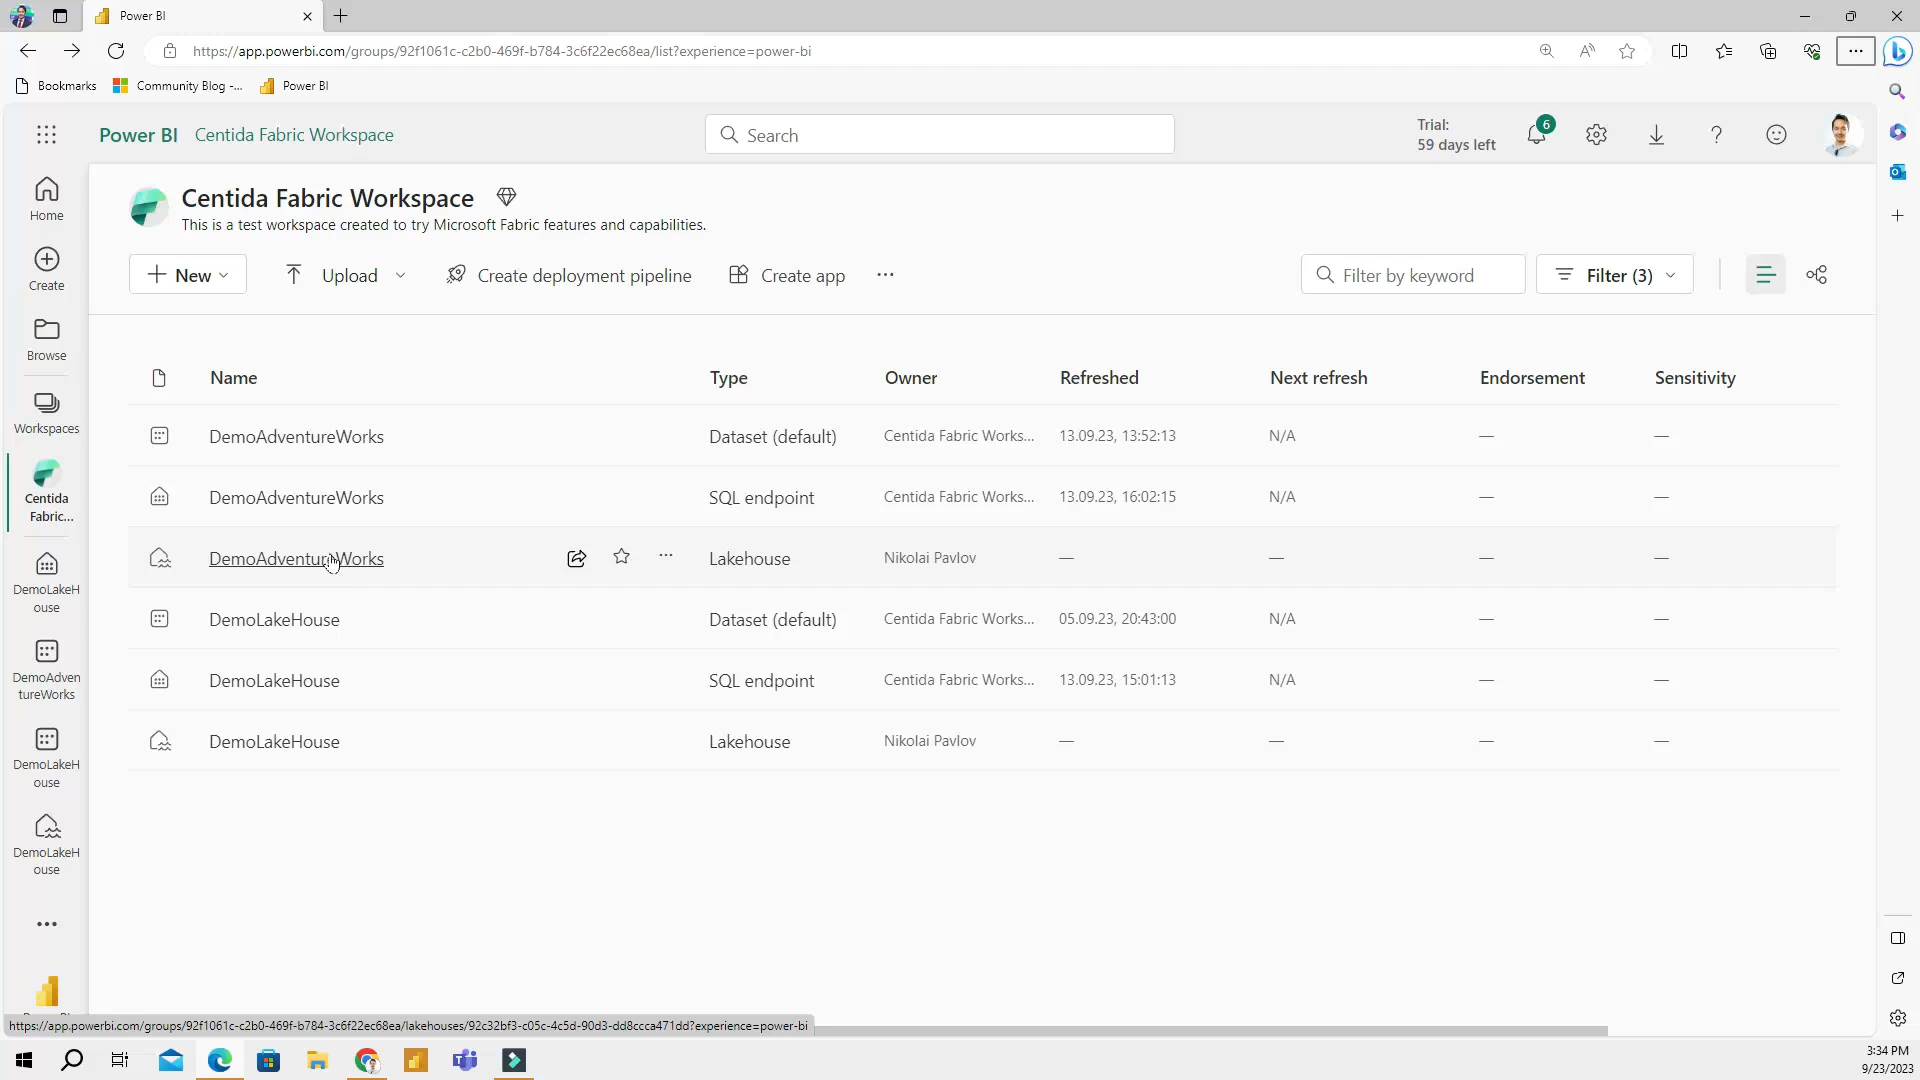 Power BI
https://app.powerbi.com/groups/92f1061c-c2b0-469f-b784-3c6f22ec68ea/list?experience=power-bi
Bookmarks
Community Blog -...
Power BI
Power BI
Centida Fabric Workspace
Search
Trial:
59 days left
6
Home
Create
Browse
Workspaces
Centida
Fabric...
DemoLakeH
ouse
DemoAdven
tureWorks
DemoLakeH
ouse
DemoLakeH
ouse
Centida Fabric Workspace
This is a test workspace created to try Microsoft Fabric features and capabilities.
New
Upload
Create deployment pipeline
Create app
Filter by keyword
Filter (3)
Name Type Owner Refreshed Next refresh Endorsement Sensitivity
DemoAdventureWorks Dataset (default) Centida Fabric Works... 13.09.23, 13:52:13 N/A — —
DemoAdventureWorks SQL endpoint Centida Fabric Works... 13.09.23, 16:02:15 N/A — —
DemoAdventureWorks Lakehouse Nikolai Pavlov — — — —
DemoLakeHouse Dataset (default) Centida Fabric Works... 05.09.23, 20:43:00 N/A — —
DemoLakeHouse SQL endpoint Centida Fabric Works... 13.09.23, 15:01:13 N/A — —
DemoLakeHouse Lakehouse Nikolai Pavlov — — — —
https://app.powerbi.com/groups/92f1061c-c2b0-469f-b784-3c6f22ec68ea/lakehouses/92c32bf3-c05c-4c5d-90d3-dd8ccca471dd?experience=power-bi
3:34 PM
9/23/2023